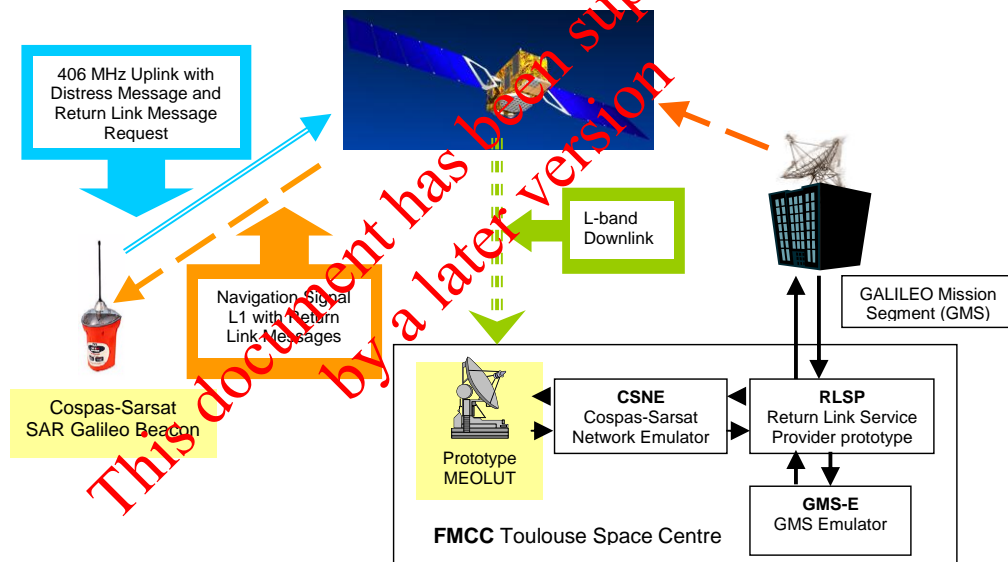 406 MHz Uplink with
Distress Message and
Return Link Message
Request
L-band
Downlink
Navigation Signal
L1 with Return
Link Messages
GALILEO Mission
Segment (GMS)
Cospas-Sarsat
SAR Galileo Beacon
Prototype
MEOLUT
CSNE
Cospas-Sarsat
Network Emulator
RLSP
Return Link Service
Provider prototype
GMS-E
GMS Emulator
FMCC Toulouse Space Centre
This document has been sup
by a later version